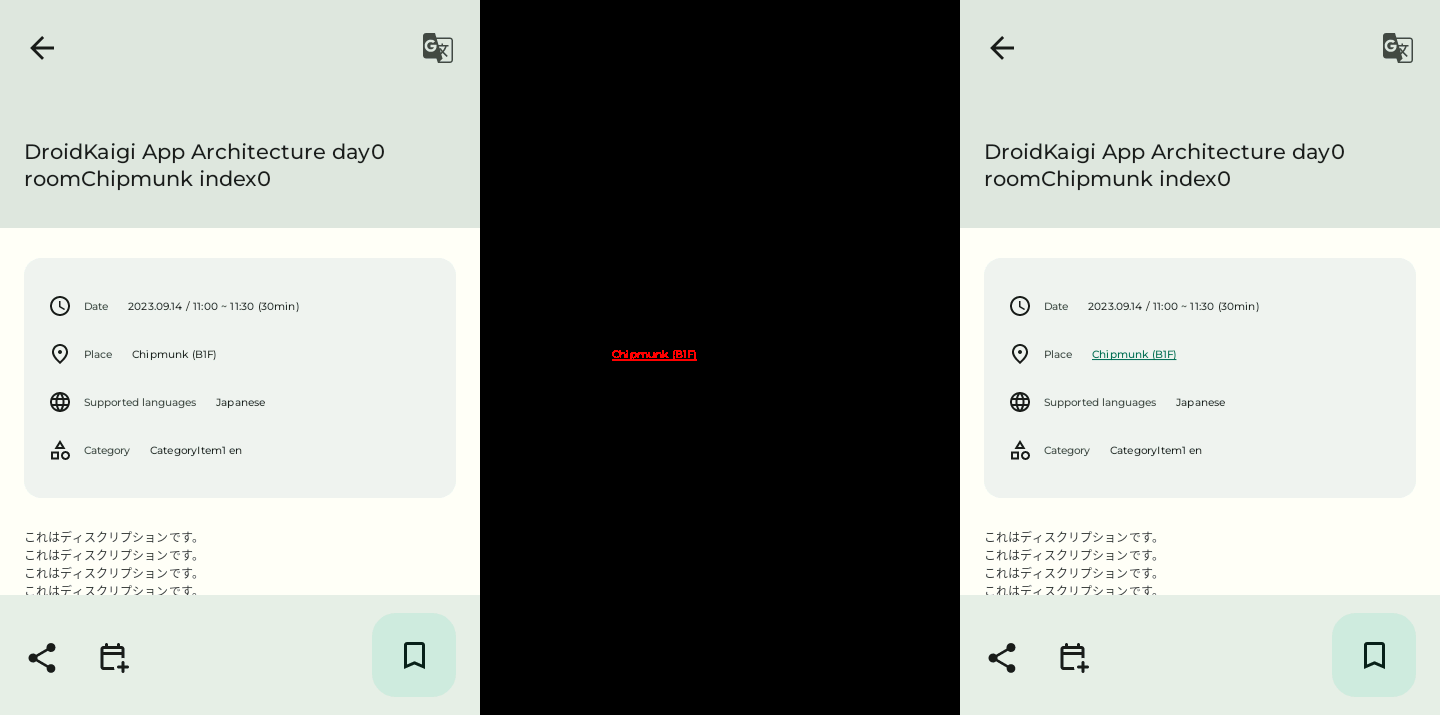 DroidKaigi App Architecture day0
roomChipmunk index0
Date 2023.09.14 / 11:00 ~ 11:30 (30min)
Place Chipmunk (B1F)
Supported languages Japanese
Category CategoryItem1 en
これはディスクリプションです。
これはディスクリプションです。
これはディスクリプションです。
これはディスクリプションです。
Chipmunk (B1F)
DroidKaigi App Architecture day0
roomChipmunk index0
Date 2023.09.14 / 11:00 ~ 11:30 (30min)
Place Chipmunk (B1F)
Supported languages Japanese
Category CategoryItem1 en
これはディスクリプションです。
これはディスクリプションです。
これはディスクリプションです。
これはディスクリプションです。